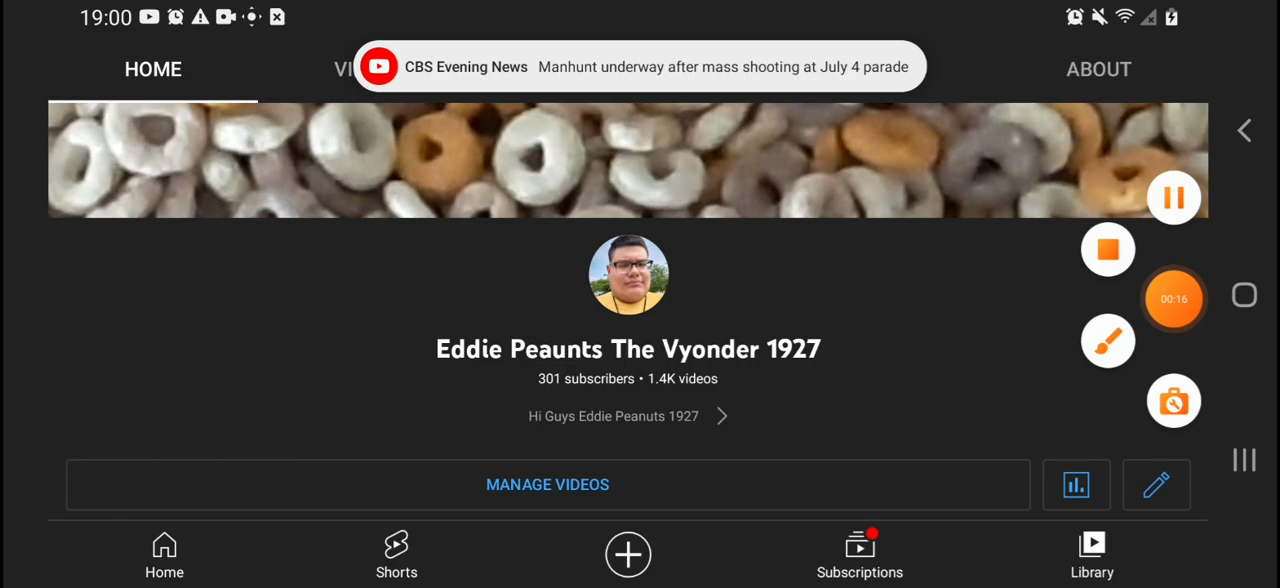 19:00
HOME
VI
CBS Evening News Manhunt underway after mass shooting at July 4 parade
ABOUT
00:16
Eddie Peaunts The Vyonder 1927
301 subscribers • 1.4K videos
Hi Guys Eddie Peanuts 1927
MANAGE VIDEOS
Home
Shorts
Subscriptions
Library